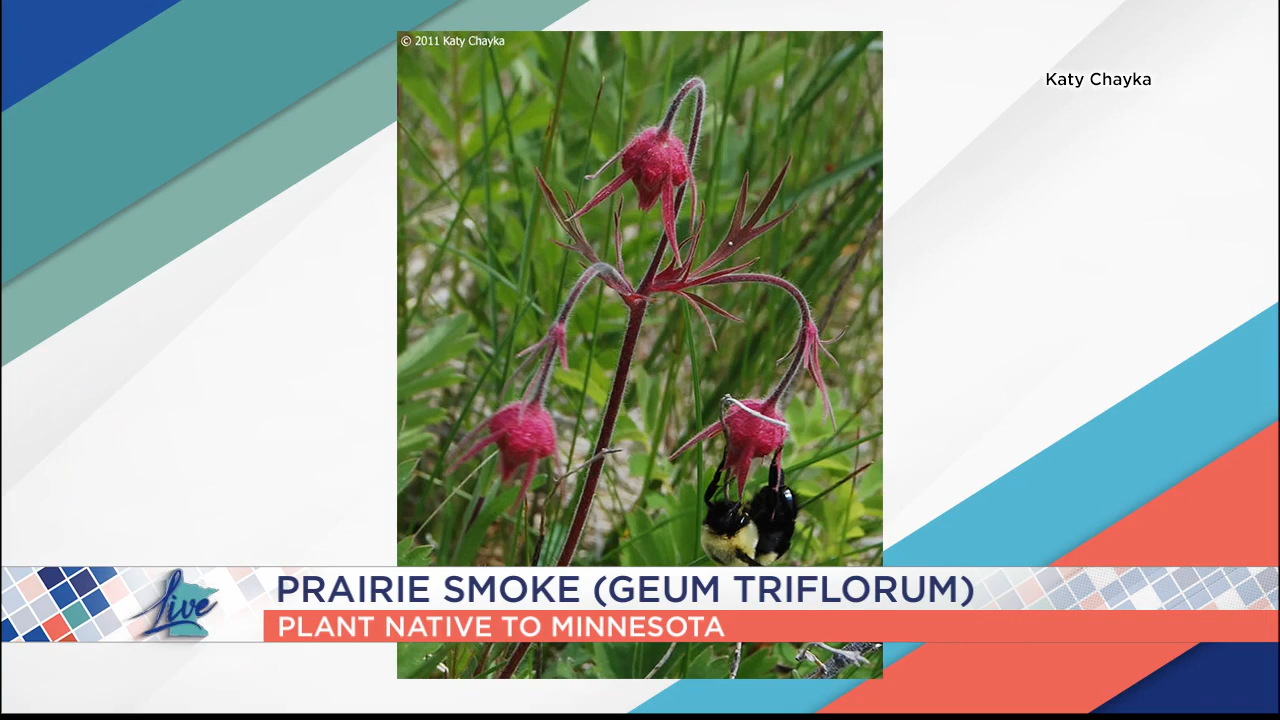 © 2011 Katy Chayka
Katy Chayka
Live
PRAIRIE SMOKE (GEUM TRIFLORUM)
PLANT NATIVE TO MINNESOTA